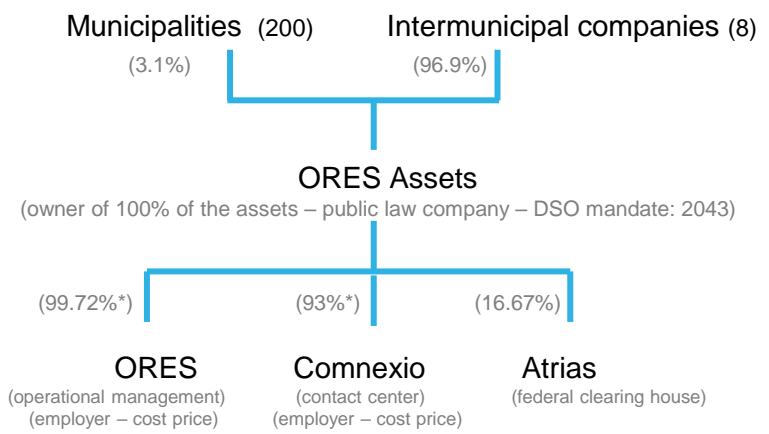 Municipalities (200) Intermunicipal companies (8)
(3.1%) (96.9%)
ORES Assets
(owner of 100% of the assets – public law company – DSO mandate: 2043)
(99.72%*) (93%*) (16.67%)
ORES Comnexio Atrias
(operational management) (contact center) (federal clearing house)
(employer – cost price) (employer – cost price)